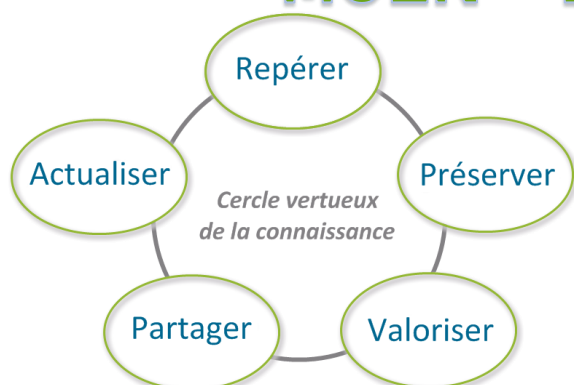 Repérer
Actualiser
Préserver
Cercle vertueux
de la connaissance
Partager
Valoriser